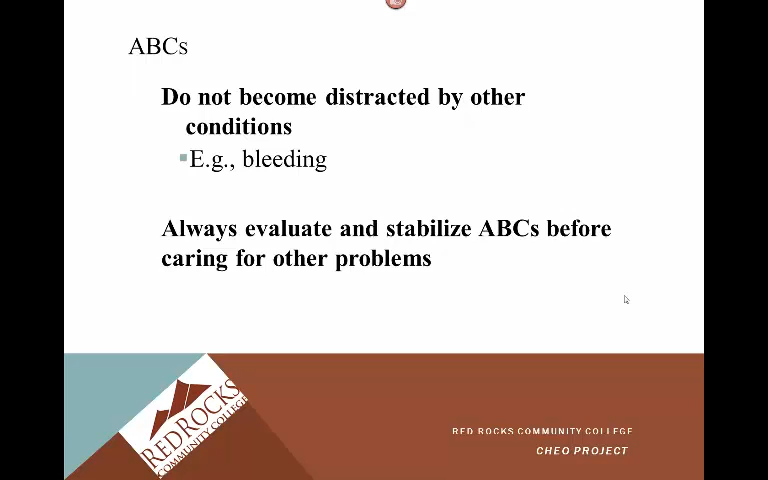 ABCs
Do not become distracted by other
conditions
E.g., bleeding
Always evaluate and stabilize ABCs before
caring for other problems
RED ROCKS
COMMUNITY COLLEGE
RED ROCKS COMMUNITY COLLEGE
CHEO PROJECT